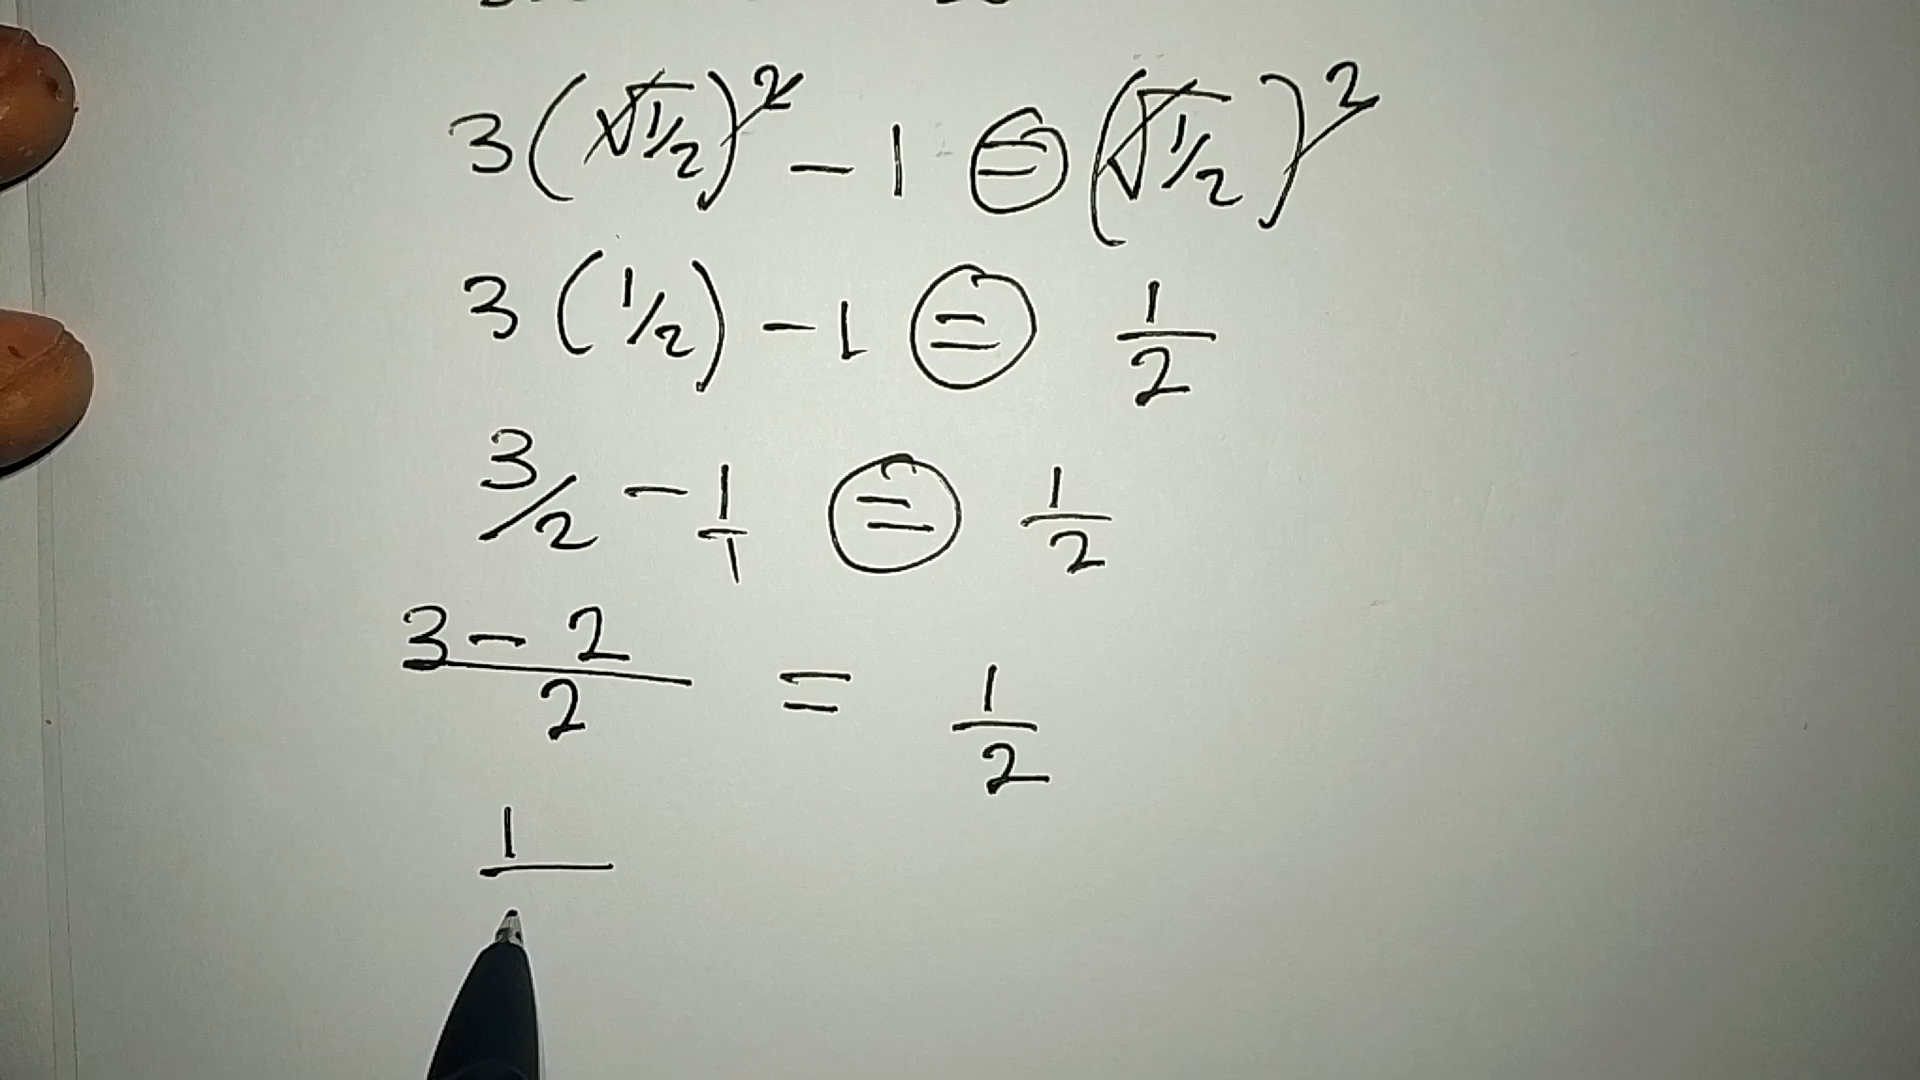 3(√1/2)² - 1 = (√1/2)²
3(1/2) - 1 = 1/2
3/2 - 1/1 = 1/2
3 - 2 / 2 = 1/2
1